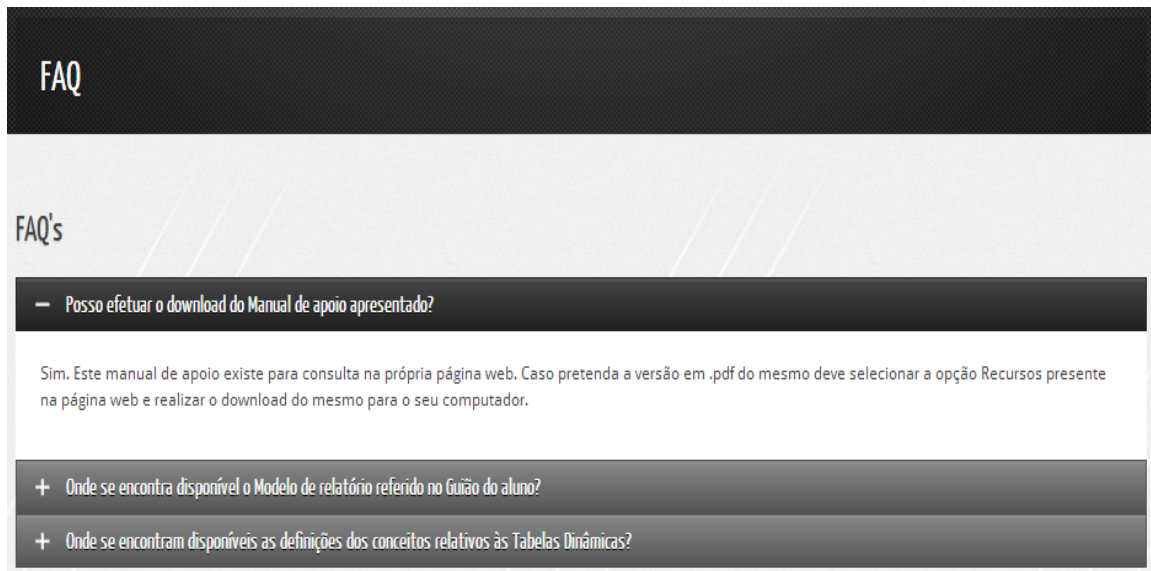 FAQ
FAQ's
− Posso efetuar o download do Manual de apoio apresentado?
Sim. Este manual de apoio existe para consulta na própria página web. Caso pretenda a versão em .pdf do mesmo deve selecionar a opção Recursos presente
na página web e realizar o download do mesmo para o seu computador.
+ Onde se encontra disponível o Modelo de relatório referido no Guião do aluno?
+ Onde se encontram disponíveis as definições dos conceitos relativos às Tabelas Dinâmicas?